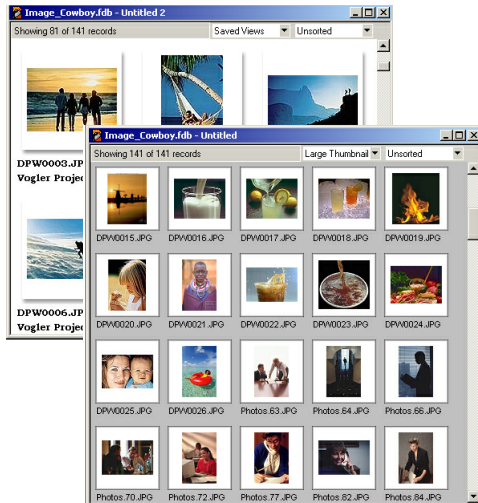 Image_Cowboy.fdb - Untitled 2
Showing 81 of 141 records
Saved Views
Unsorted
DPW0003.JP
Vogler Projec
DPW0006.JP
Vogler Projec
Image_Cowboy.fdb - Untitled
Showing 141 of 141 records
Large Thumbnail
Unsorted
DPW0015.JPG DPW0016.JPG DPW0017.JPG DPW0018.JPG DPW0019.JPG
DPW0020.JPG DPW0021.JPG DPW0022.JPG DPW0023.JPG DPW0024.JPG
DPW0025.JPG DPW0026.JPG Photos.63.JPG Photos.64.JPG Photos.66.JPG
Photos.70.JPG Photos.72.JPG Photos.77.JPG Photos.82.JPG Photos.84.JPG